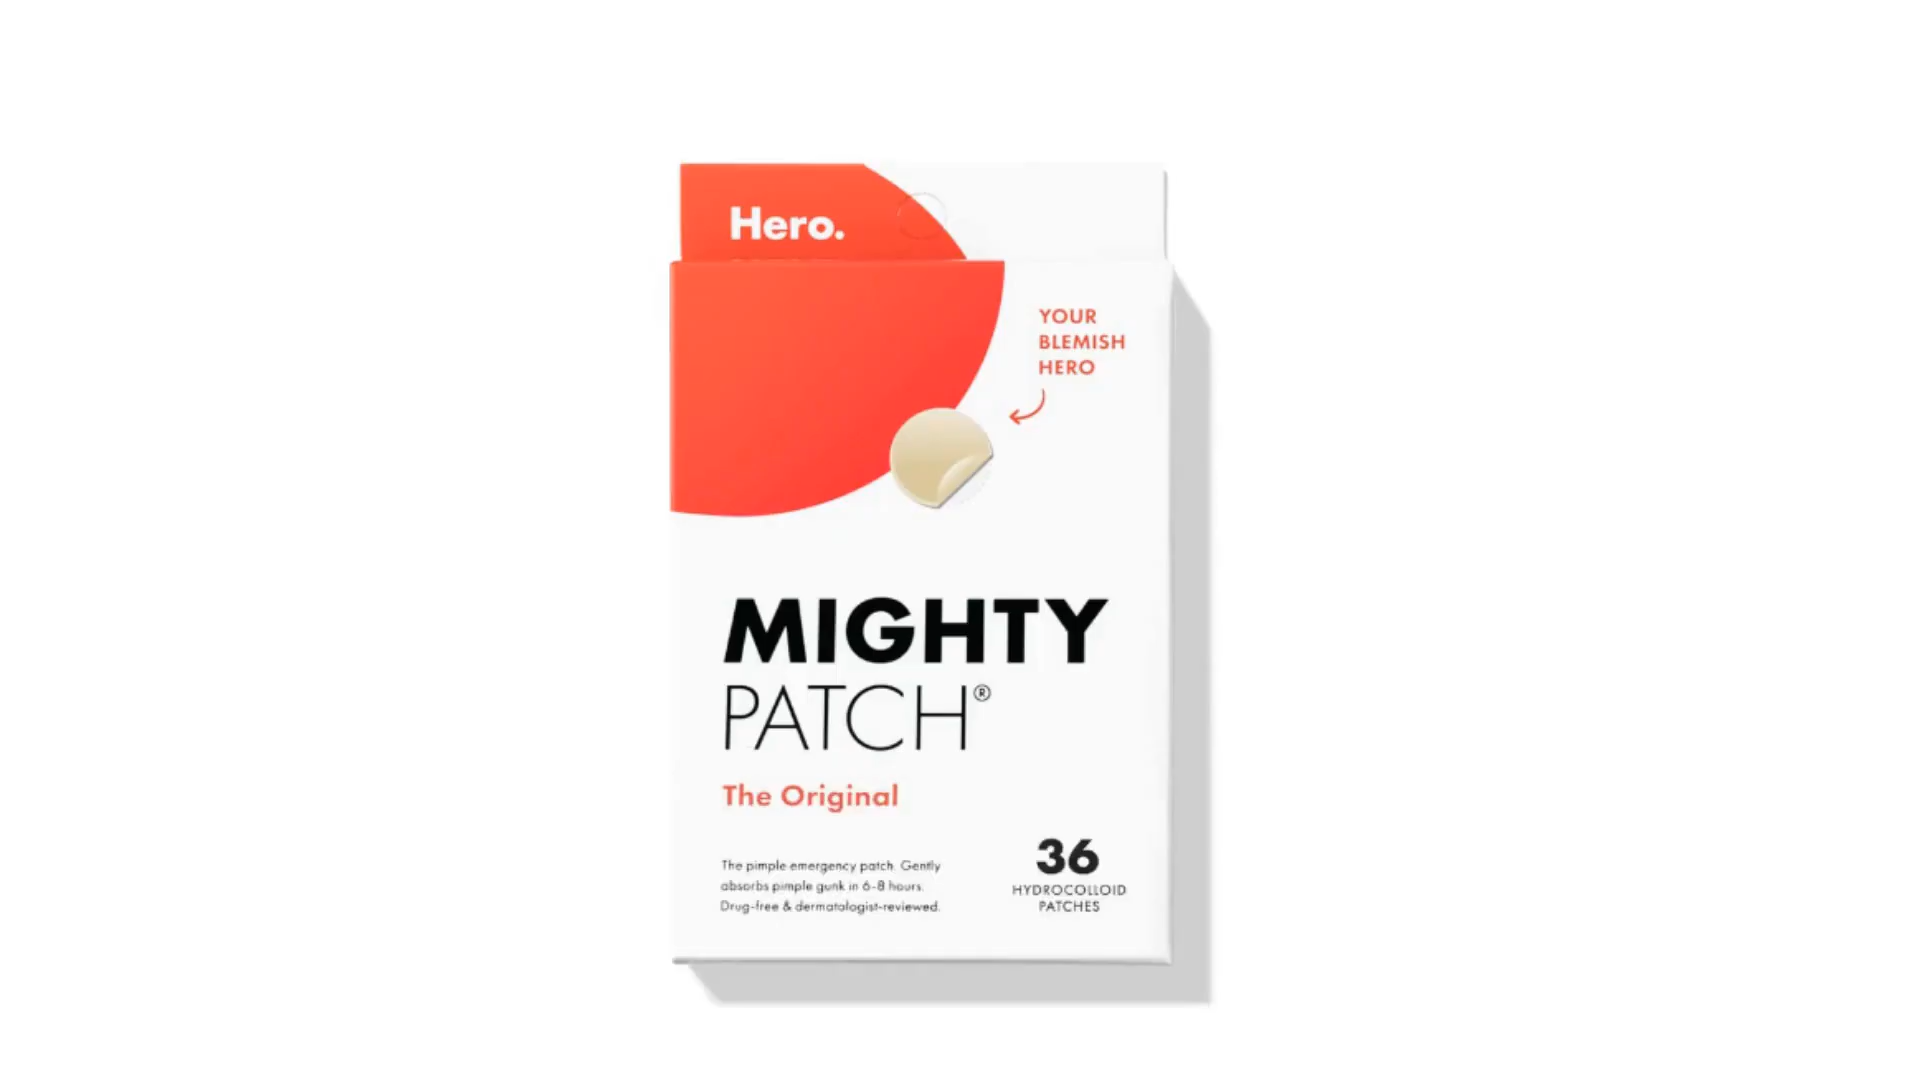 Hero.
YOUR
BLEMISH
HERO
MIGHTY
PATCH®
The Original
The pimple emergency patch. Gently
absorbs pimple gunk in 6-8 hours.
Drug-free & dermatologist-reviewed.
36
HYDROCOLLOID
PATCHES